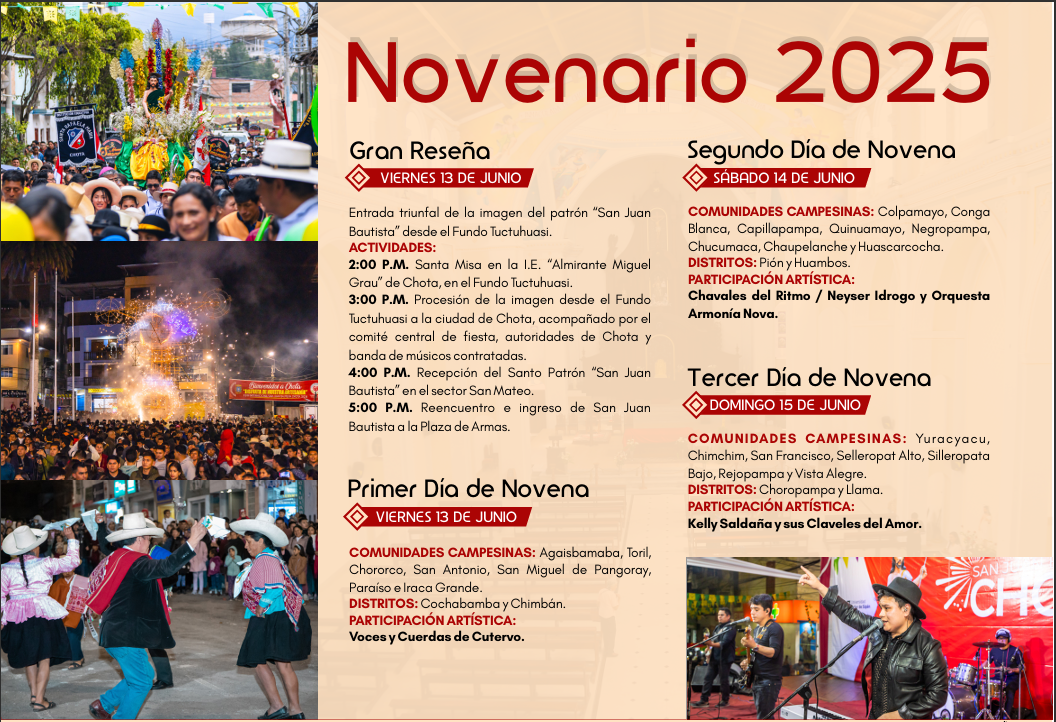 Novenario 2025
Gran Reseña
VIERNES 13 DE JUNIO
Entrada triunfal de la imagen del patrón “San Juan
Bautista” desde el Fundo Tuctuhuasi.
ACTIVIDADES:
2:00 P.M. Santa Misa en la I.E. “Almirante Miguel
Grau” de Chota, en el Fundo Tuctuhuasi.
3:00 P.M. Procesión de la imagen desde el Fundo
Tuctuhuasi a la ciudad de Chota, acompañado por el
comité central de fiesta, autoridades de Chota y
banda de músicos contratadas.
4:00 P.M. Recepción del Santo Patrón “San Juan
Bautista” en el sector San Mateo.
5:00 P.M. Reencuentro e ingreso de San Juan
Bautista a la Plaza de Armas.
Primer Día de Novena
VIERNES 13 DE JUNIO
COMUNIDADES CAMPESINAS: Agaisbamaba, Toril,
Chororco, San Antonio, San Miguel de Pangoray,
Paraíso e Iraca Grande.
DISTRITOS: Cochabamba y Chimbán.
PARTICIPACIÓN ARTÍSTICA:
Voces y Cuerdas de Cutervo.
Segundo Día de Novena
SÁBADO 14 DE JUNIO
COMUNIDADES CAMPESINAS: Colpamayo, Conga
Blanca, Capillapampa, Quinuamayo, Negropampa,
Chucumaca, Chaupelanche y Huascarcocha.
DISTRITOS: Pión y Huambos.
PARTICIPACIÓN ARTÍSTICA:
Chavales del Ritmo / Neyser Idrogo y Orquesta
Armonía Nova.
Tercer Día de Novena
DOMINGO 15 DE JUNIO
COMUNIDADES CAMPESINAS: Yuracyacu,
Chimchim, San Francisco, Selleropat Alto, Silleropata
Bajo, Rejopampa y Vista Alegre.
DISTRITOS: Choropampa y Llama.
PARTICIPACIÓN ARTÍSTICA:
Kelly Saldaña y sus Claveles del Amor.
Bienvenidos a Chota
SAN J
CHO